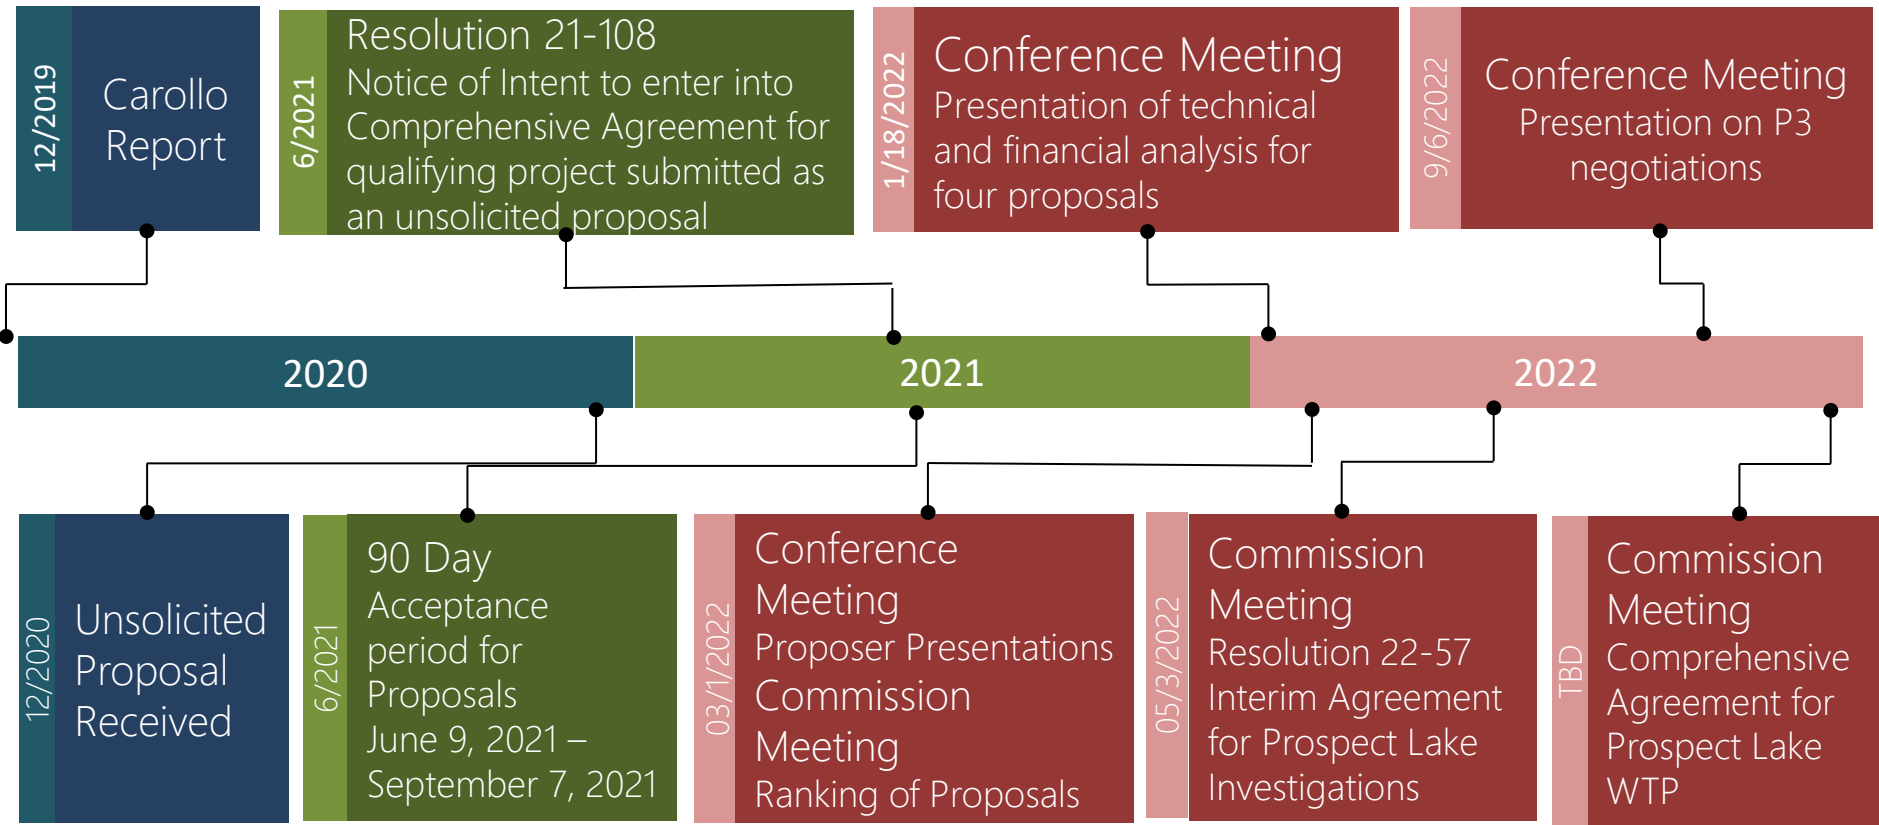 12/2019
Carollo
Report
6/2021
Resolution 21-108
Notice of Intent to enter into
Comprehensive Agreement for
qualifying project submitted as
an unsolicited proposal
1/18/2022
Conference Meeting
Presentation of technical
and financial analysis for
four proposals
9/6/2022
Conference Meeting
Presentation on P3
negotiations
2020
2021
2022
12/2020
Unsolicited
Proposal
Received
6/2021
90 Day
Acceptance
period for
Proposals
June 9, 2021 –
September 7, 2021
03/1/2022
Conference
Meeting
Proposer Presentations
Commission
Meeting
Ranking of Proposals
05/3/2022
Commission
Meeting
Resolution 22-57
Interim Agreement
for Prospect Lake
Investigations
TBD
Commission
Meeting
Comprehensive
Agreement for
Prospect Lake
WTP